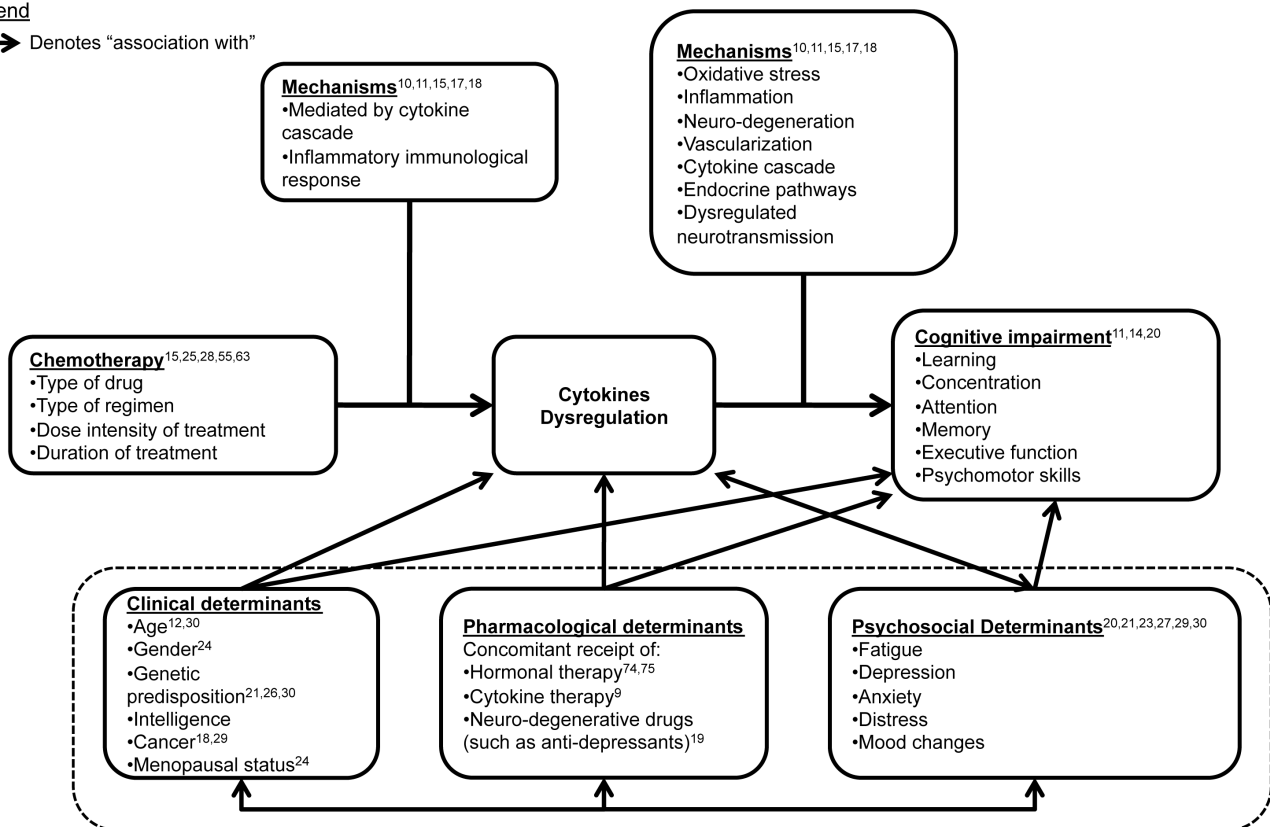 end
Denotes “association with”
Mechanisms10,11,15,17,18
•Mediated by cytokine
cascade
•Inflammatory immunological
response
Mechanisms10,11,15,17,18
•Oxidative stress
•Inflammation
•Neuro-degeneration
•Vascularization
•Cytokine cascade
•Endocrine pathways
•Dysregulated
neurotransmission
Chemotherapy15,25,28,55,63
•Type of drug
•Type of regimen
•Dose intensity of treatment
•Duration of treatment
Cytokines
Dysregulation
Cognitive impairment11,14,20
•Learning
•Concentration
•Attention
•Memory
•Executive function
•Psychomotor skills
Clinical determinants
•Age12,30
•Gender24
•Genetic
predisposition21,26,30
•Intelligence
•Cancer18,29
•Menopausal status24
Pharmacological determinants
Concomitant receipt of:
•Hormonal therapy74,75
•Cytokine therapy9
•Neuro-degenerative drugs
(such as anti-depressants)19
Psychosocial Determinants20,21,23,27,29,30
•Fatigue
•Depression
•Anxiety
•Distress
•Mood changes